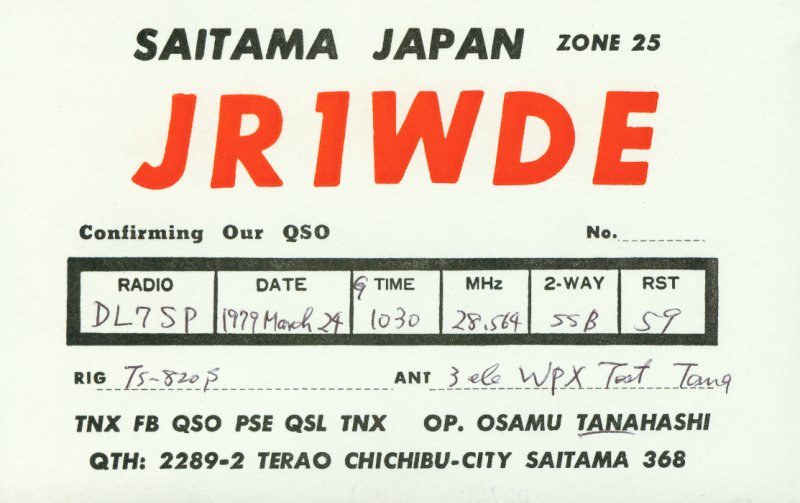 SAITAMA JAPAN ZONE 25
JR1WDE
Confirming Our QSO No.
RADIO DATE G TIME MHz 2-WAY RST
DL7SP 1979 March 24 1030 28.564 SSB 59
RIG TS-820S ANT 3 ele WPX Test Tana
TNX FB QSO PSE QSL TNX OP. OSAMU TANAHASHI
QTH: 2289-2 TERAO CHICHIBU-CITY SAITAMA 368